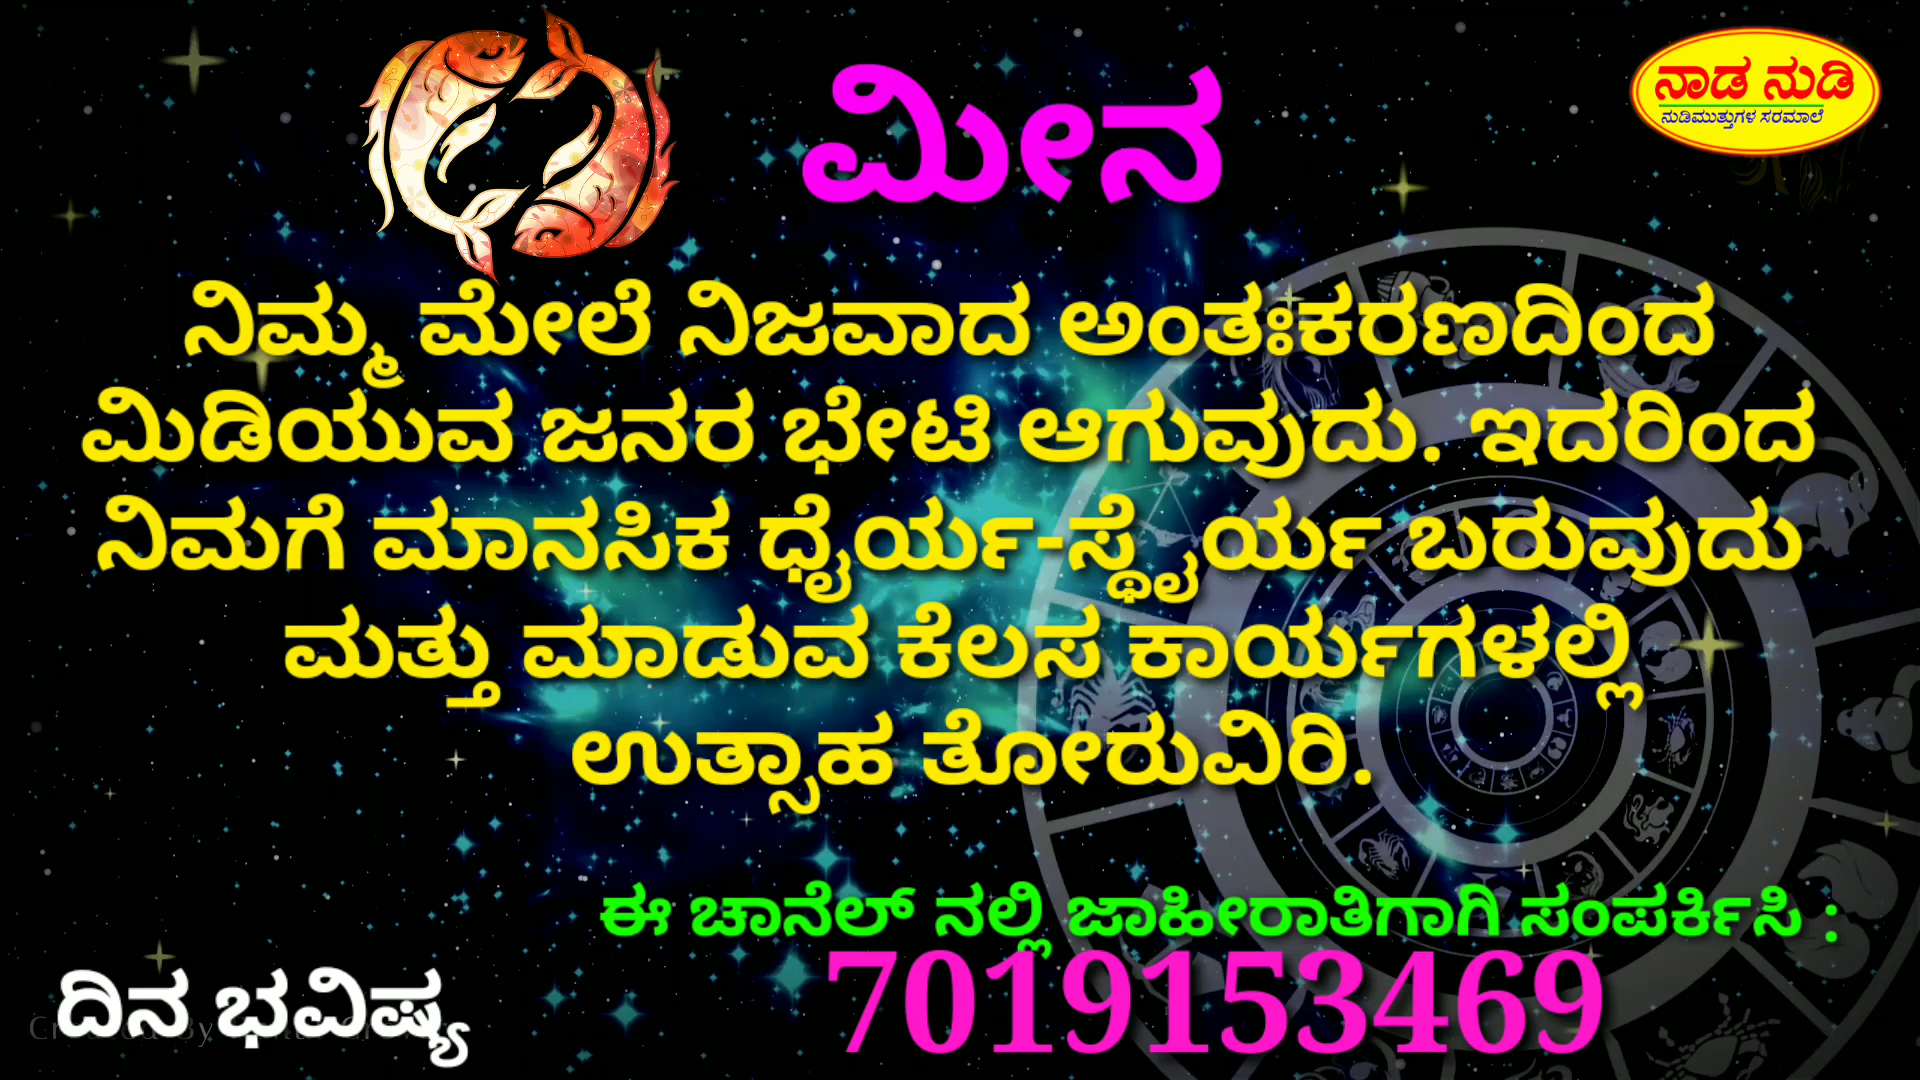 ಮೀನ
ನಾಡ ನುಡಿ
ನುಡಿಮುತ್ತುಗಳ ಸರಮಾಲೆ
ನಿಮ್ಮ ಮೇಲೆ ನಿಜವಾದ ಅಂತಃಕರಣದಿಂದ
ಮಿಡಿಯುವ ಜನರ ಭೇಟಿ ಆಗುವುದು. ಇದರಿಂದ
ನಿಮಗೆ ಮಾನಸಿಕ ಧೈರ್ಯ-ಸ್ಥೈರ್ಯ ಬರುವುದು
ಮತ್ತು ಮಾಡುವ ಕೆಲಸ ಕಾರ್ಯಗಳಲ್ಲಿ
ಉತ್ಸಾಹ ತೋರುವಿರಿ.
ಈ ಚಾನೆಲ್ ನಲ್ಲಿ ಜಾಹೀರಾತಿಗಾಗಿ ಸಂಪರ್ಕಿಸಿ :
7019153469
ದಿನ ಭವಿಷ್ಯ